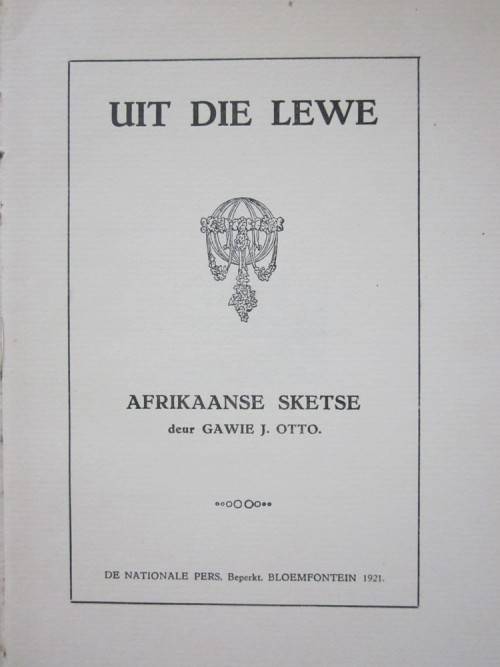 UIT DIE LEWE
AFRIKAANSE SKETSE
deur GAWIE J. OTTO.
DE NATIONALE PERS, Beperkt. BLOEMFONTEIN 1921.